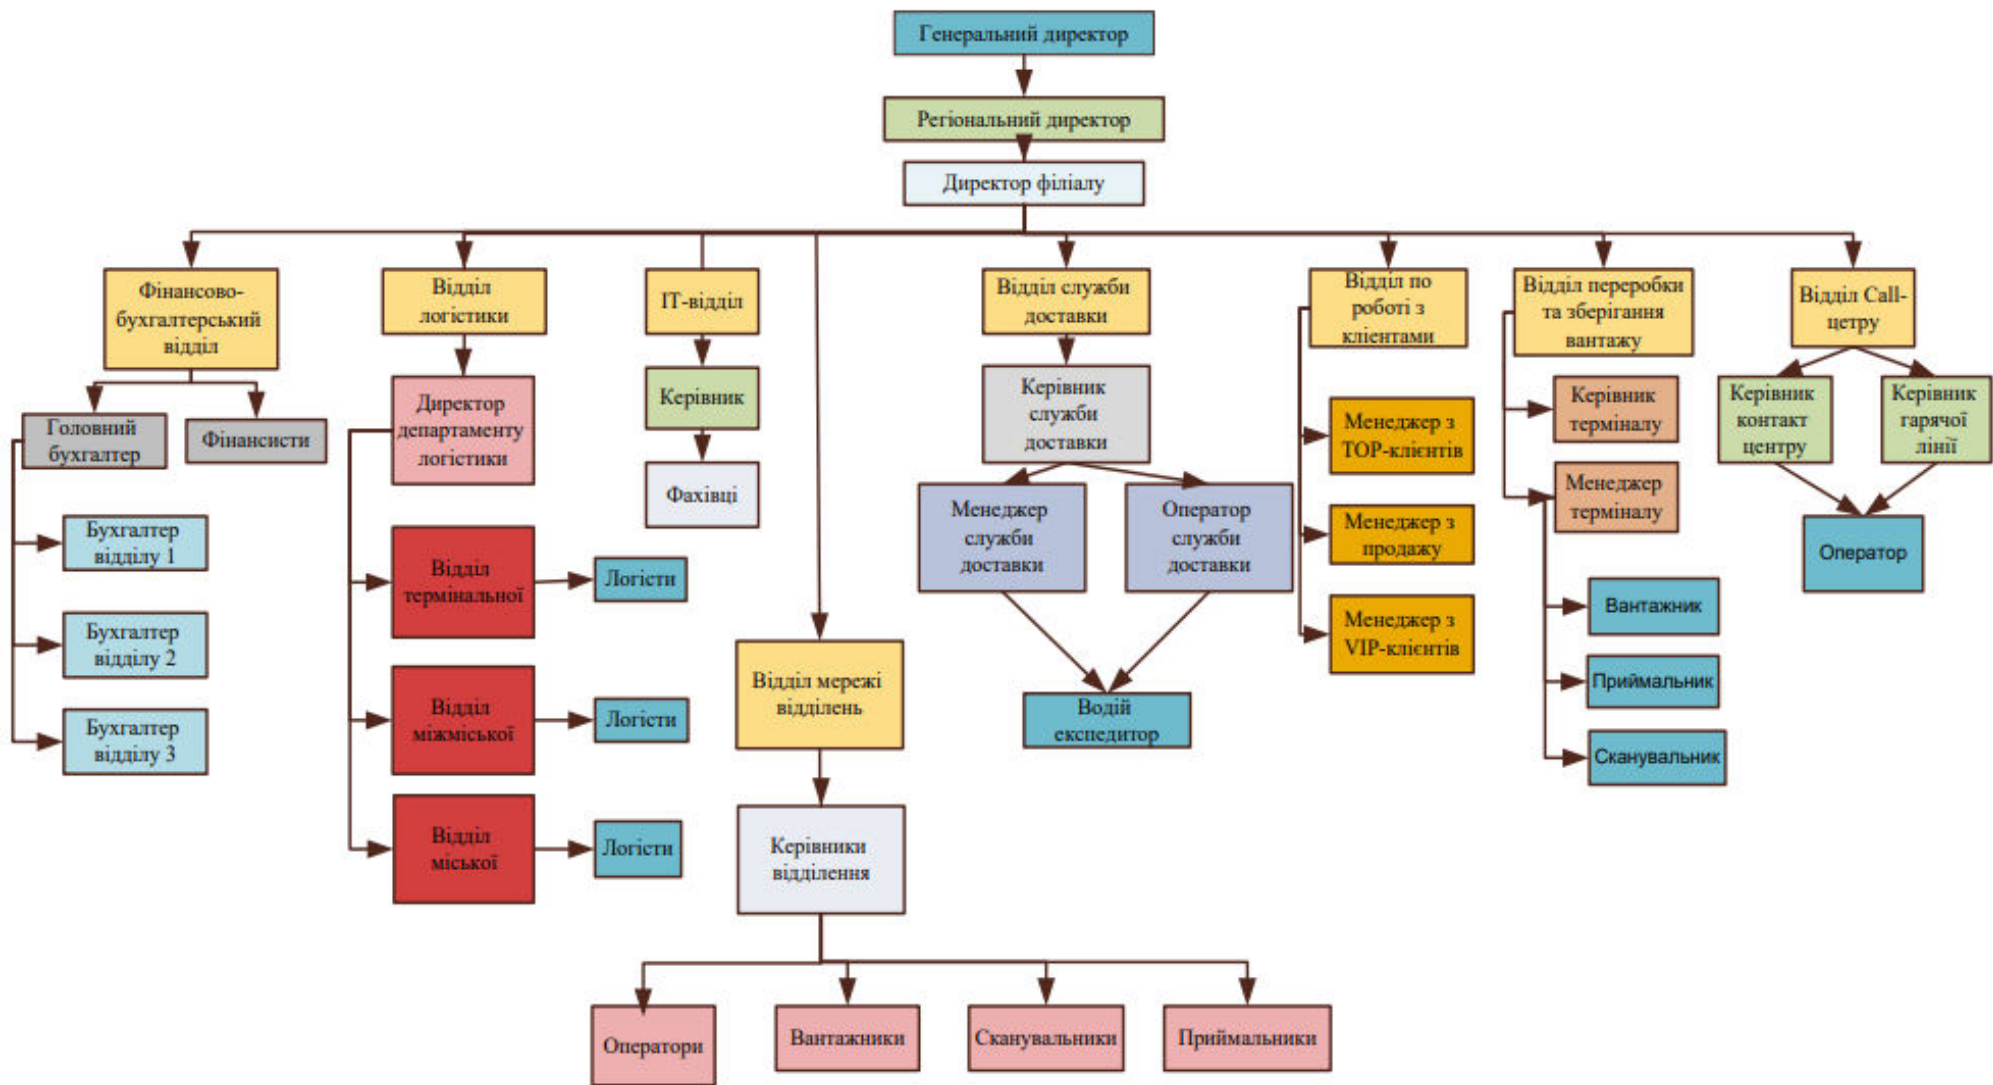 Генеральний директор
Регіональний директор
Директор філіалу
Фінансово-
бухгалтерський
відділ
Відділ
логістики
ІТ-відділ
Відділ служби
доставки
Відділ по
роботі з
клієнтами
Відділ переробки
та зберігання
вантажу
Відділ Call-
цетру
Головний
бухгалтер
Фінансисти
Бухгалтер
відділу 1
Бухгалтер
відділу 2
Бухгалтер
відділу 3
Директор
департаменту
логістики
Відділ
термінальної
Логісти
Відділ
міжміської
Логісти
Відділ
міської
Логісти
Керівник
Фахівці
Відділ мережі
відділень
Керівники
відділення
Оператори
Вантажники
Сканувальники
Приймальники
Керівник
служби
доставки
Менеджер
служби
доставки
Оператор
служби
доставки
Водій
експедитор
Менеджер з
ТОР-клієнтів
Менеджер з
продажу
Менеджер з
VIP-клієнтів
Керівник
терміналу
Менеджер
терміналу
Вантажник
Приймальник
Сканувальник
Керівник
контакт
центру
Керівник
гарячої
лінії
Оператор